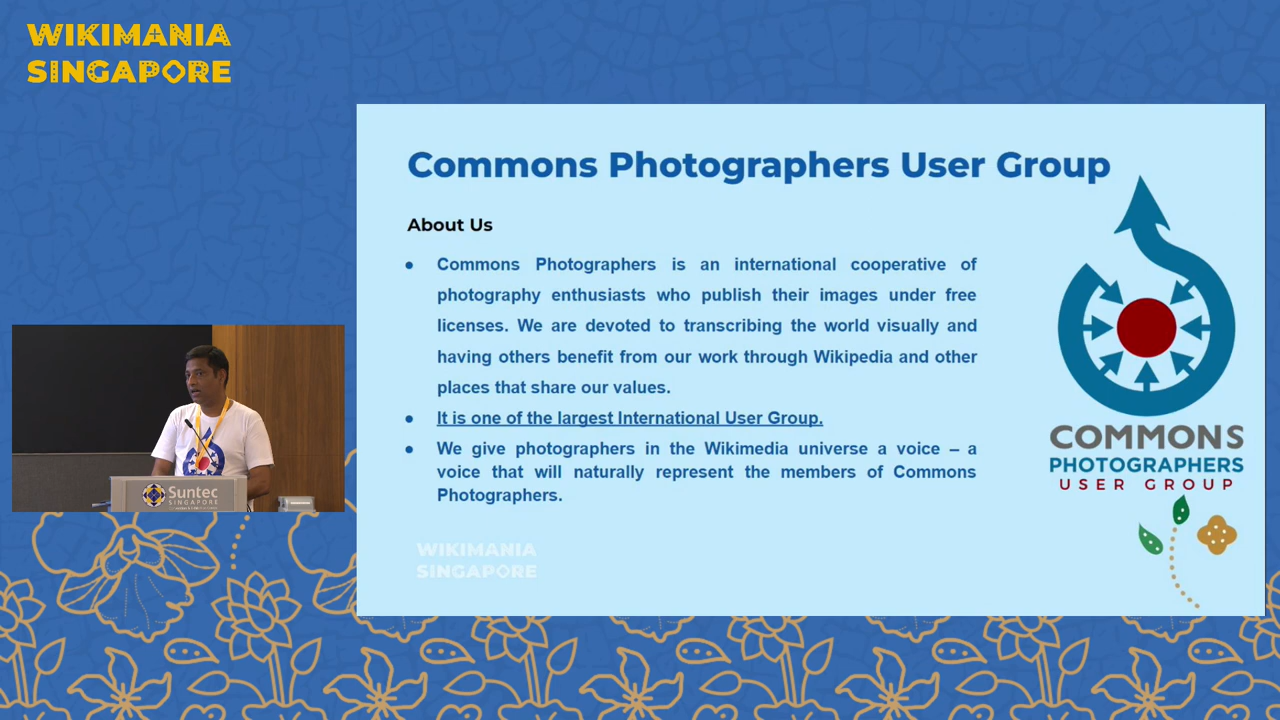 WIKIMANIA
SINGAPORE
Commons Photographers User Group
About Us
● Commons Photographers is an international cooperative of
photography enthusiasts who publish their images under free
licenses. We are devoted to transcribing the world visually and
having others benefit from our work through Wikipedia and other
places that share our values.
● It is one of the largest International User Group.
● We give photographers in the Wikimedia universe a voice – a
voice that will naturally represent the members of Commons
Photographers.
COMMONS
PHOTOGRAPHERS
USER GROUP
WIKIMANIA
SINGAPORE
Suntec
SINGAPORE